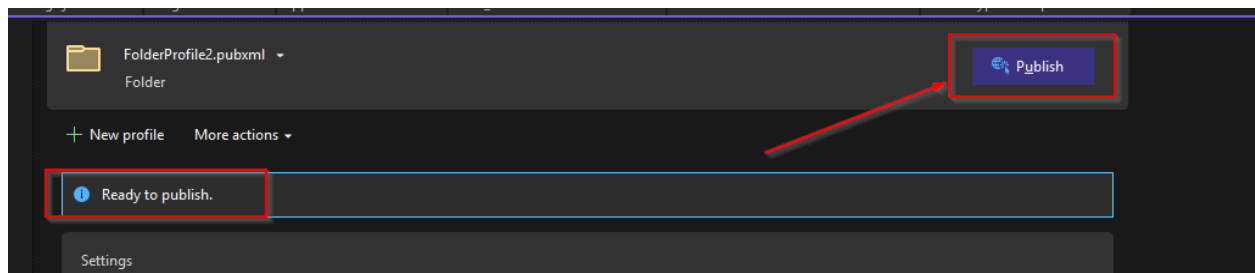 FolderProfile2.pubxml
Folder
Publish
New profile More actions
Ready to publish.
Settings